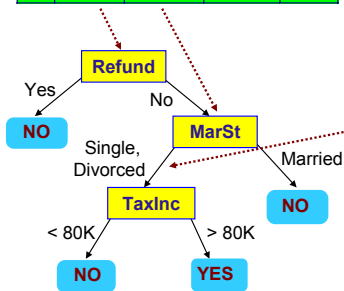 Refund
Yes
No
NO
MarSt
Single,
Divorced
Married
TaxInc
NO
< 80K
> 80K
NO
YES